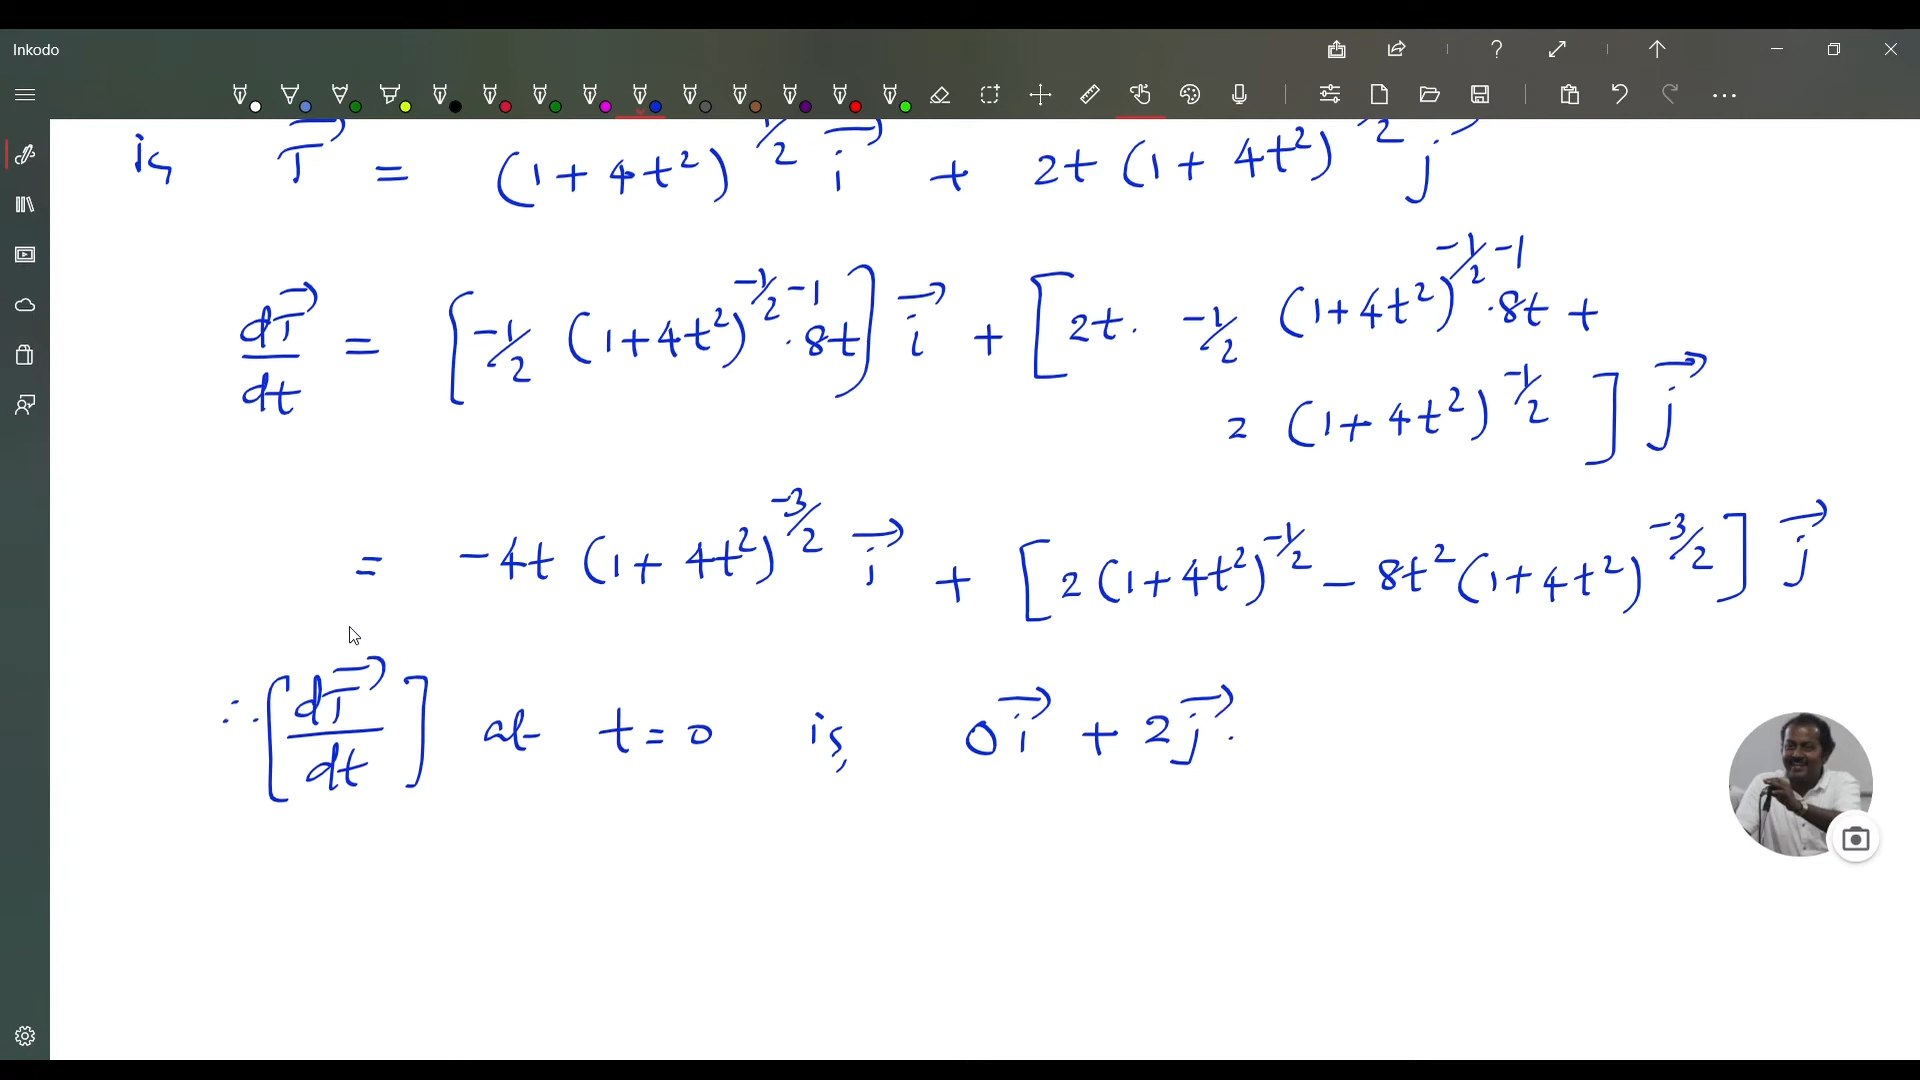 Inkodo
is T⃗ = (1+4t²)^½ i⃗ + 2t (1+4t²)^½ j⃗
dT⃗/dt = [-½ (1+4t²)^(-½-1) · 8t] i⃗ + [2t · -½ (1+4t²)^(-½-1) · 8t +
2 (1+4t²)^(-½)] j⃗
= -4t (1+4t²)^(-3/2) i⃗ + [2(1+4t²)^(-½) - 8t²(1+4t²)^(-3/2)] j⃗
∴ [dT⃗/dt] at t=0 is, 0i⃗ + 2j⃗.